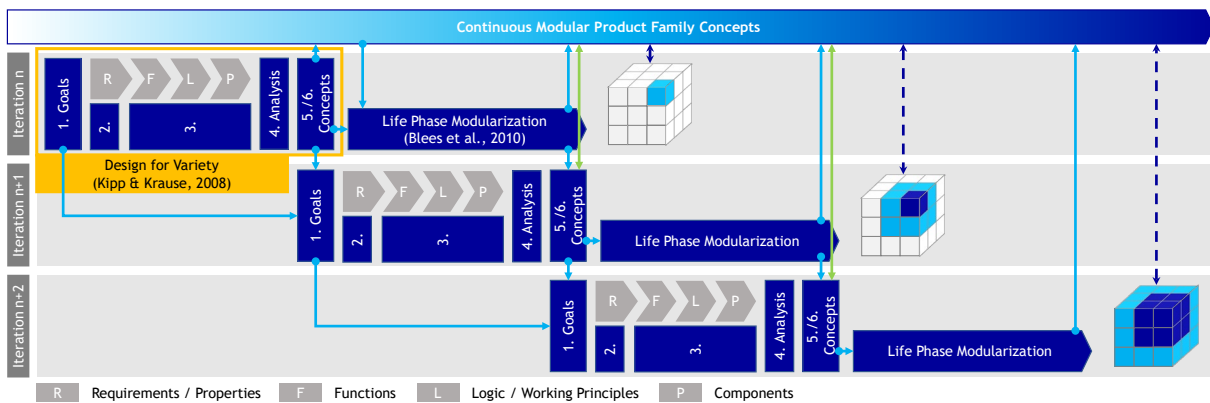 Continuous Modular Product Family Concepts
Iteration n
1. Goals
R F L P
2. 3.
4. Analysis
5./6.
Concepts
Life Phase Modularization
(Blees et al., 2010)
Design for Variety
(Kipp & Krause, 2008)
Iteration n+1
1. Goals
R F L P
2. 3.
4. Analysis
5./6.
Concepts
Life Phase Modularization
Iteration n+2
1. Goals
R F L P
2. 3.
4. Analysis
5./6.
Concepts
Life Phase Modularization
R Requirements / Properties F Functions L Logic / Working Principles P Components